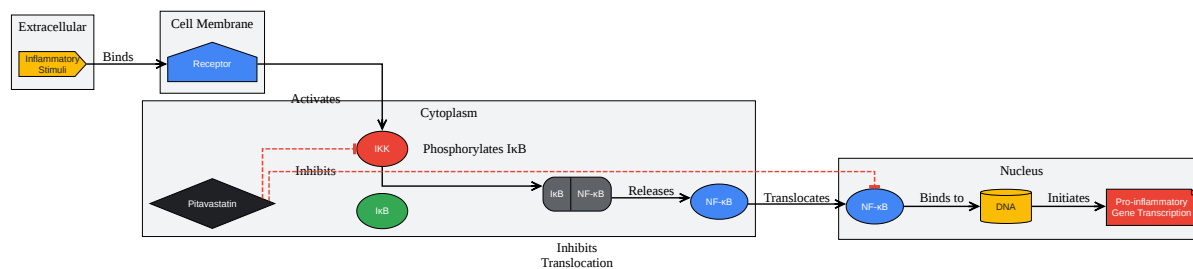 Extracellular
Inflammatory
Stimuli
Binds
Cell Membrane
Receptor
Activates
Cytoplasm
IKK
Phosphorylates IκB
Inhibits
Pitavastatin
IκB
IκB
NF-κB
Releases
NF-κB
Translocates
Inhibits
Translocation
Nucleus
NF-κB
Binds to
DNA
Initiates
Pro-inflammatory
Gene Transcription